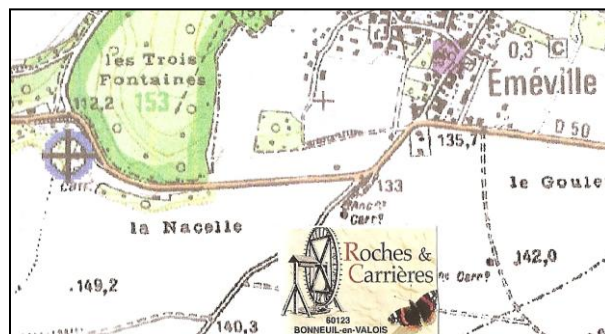 les Trois
Fontaines
153
112,2
0,3
C
Éméville
D 50
135,7
133
le Goule
la Nacelle
Carr.
142,0
Carr.
149,2
140,3
Roches &
Carrières
60123
BONNEUIL-en-VALOIS